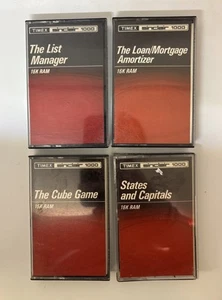 TIMEX sinclair 1000
The List
Manager
16K RAM
TIMEX sinclair 1000
The Loan/Mortgage
Amortizer
16K RAM
TIMEX sinclair 1000
The Cube Game
16K RAM
TIMEX sinclair 1000
States
and Capitals
16K RAM